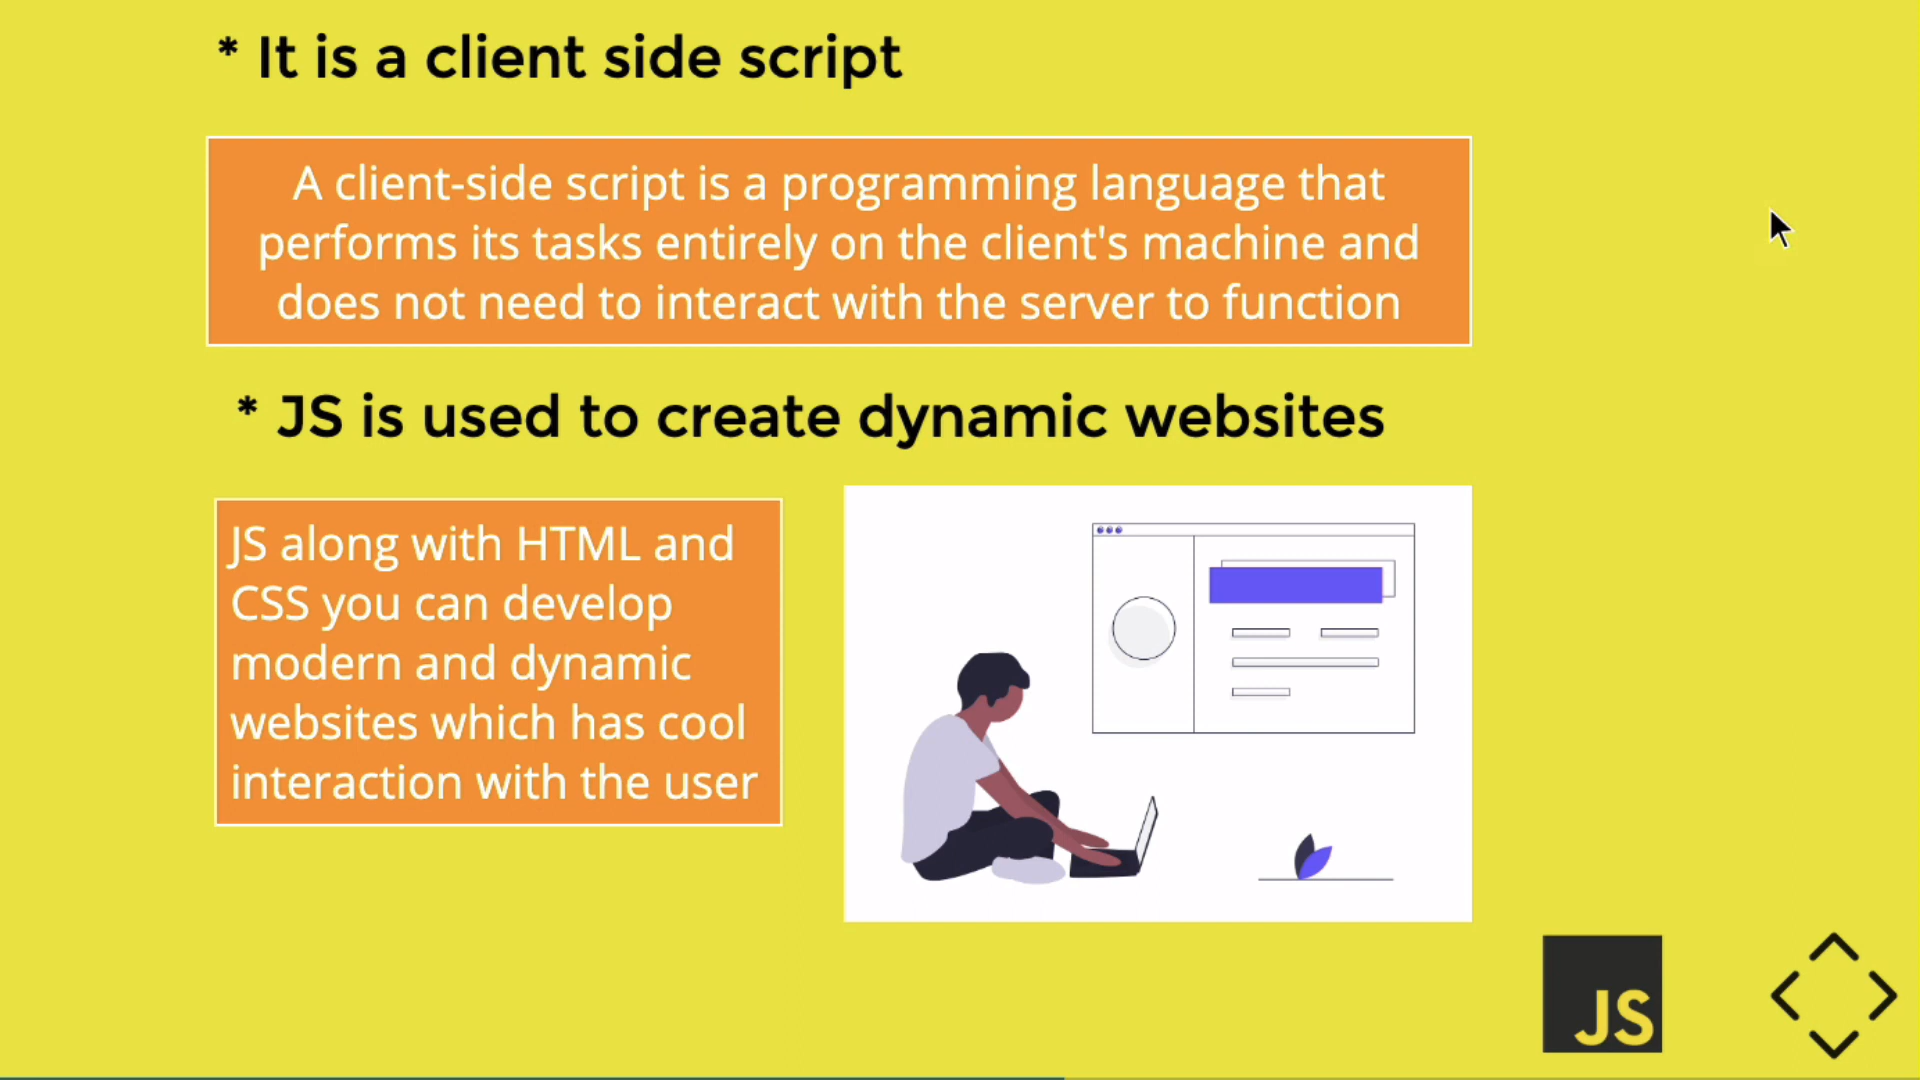 * It is a client side script
A client-side script is a programming language that
performs its tasks entirely on the client's machine and
does not need to interact with the server to function
* JS is used to create dynamic websites
JS along with HTML and
CSS you can develop
modern and dynamic
websites which has cool
interaction with the user
JS